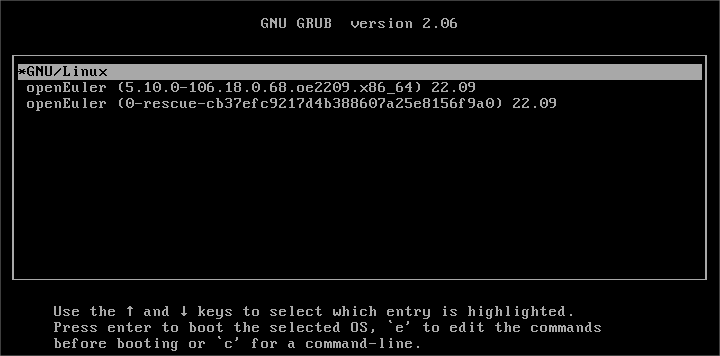 GNU GRUB  version 2.06
*GNU/Linux
openEuler (5.10.0-106.18.0.68.oe2209.x86_64) 22.09
openEuler (0-rescue-cb37efc9217d4b388607a25e8156f9a0) 22.09
Use the ↑ and ↓ keys to select which entry is highlighted.
Press enter to boot the selected OS, `e' to edit the commands
before booting or `c' for a command-line.